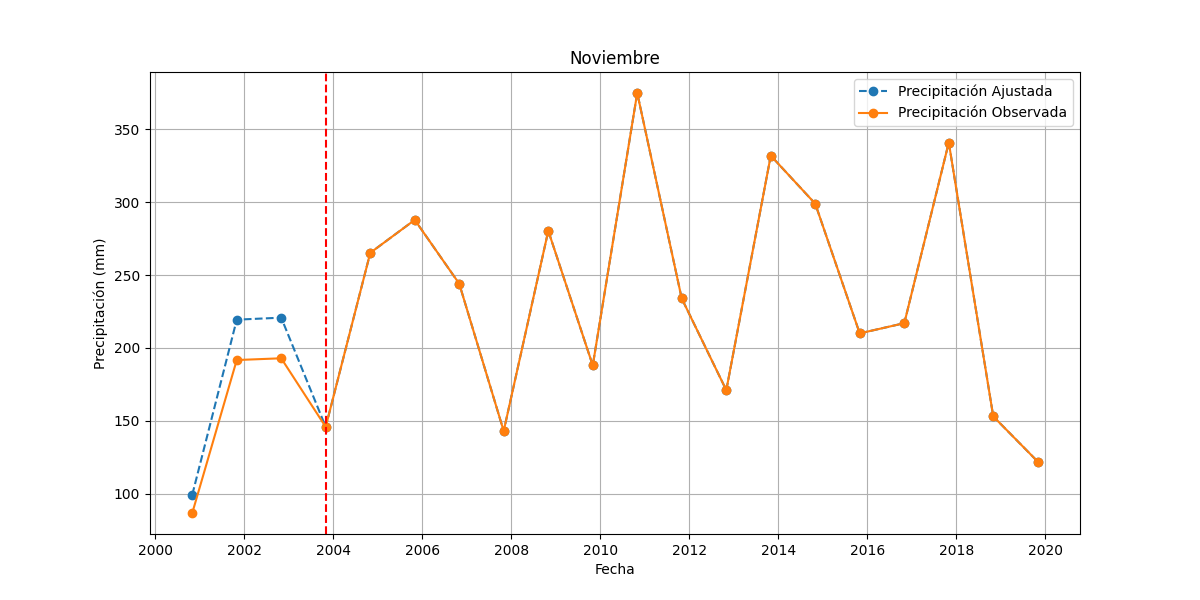 Noviembre
Precipitación Ajustada
Precipitación Observada
Precipitación (mm)
350
300
250
200
150
100
2000 2002 2004 2006 2008 2010 2012 2014 2016 2018 2020
Fecha